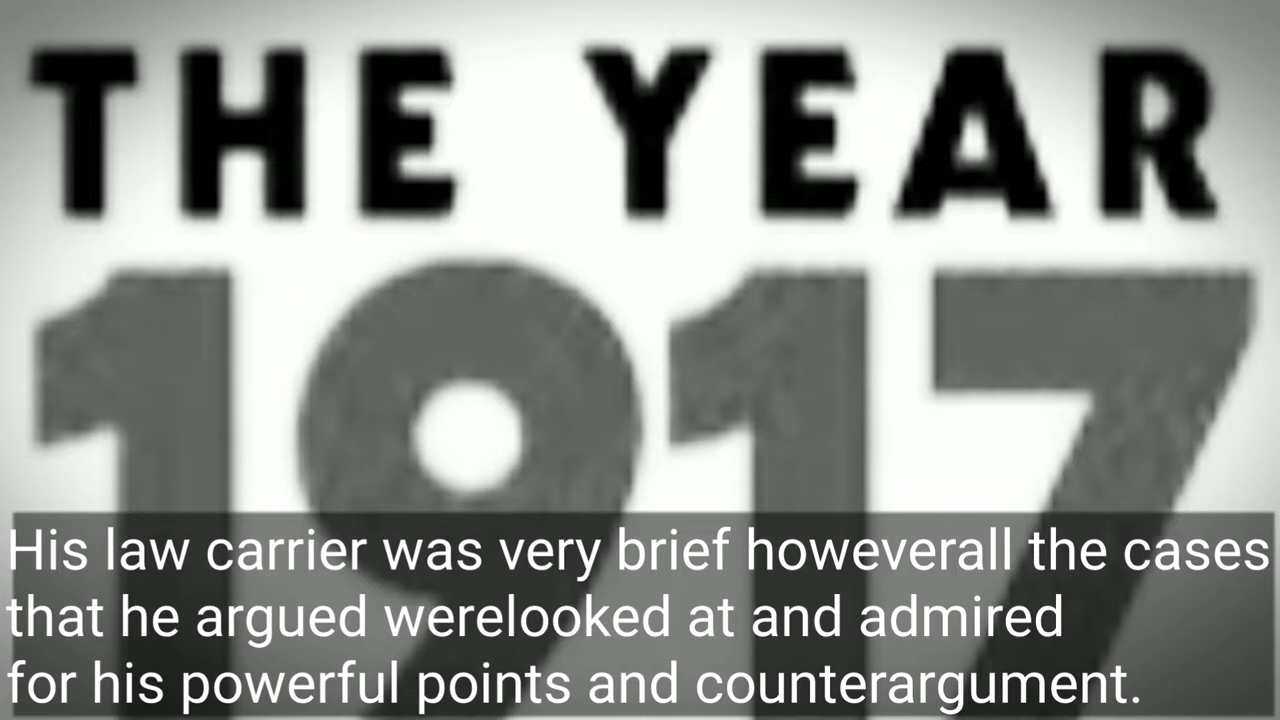 THE YEAR
1917
His law carrier was very brief howeverall the cases
that he argued werelooked at and admired
for his powerful points and counterargument.